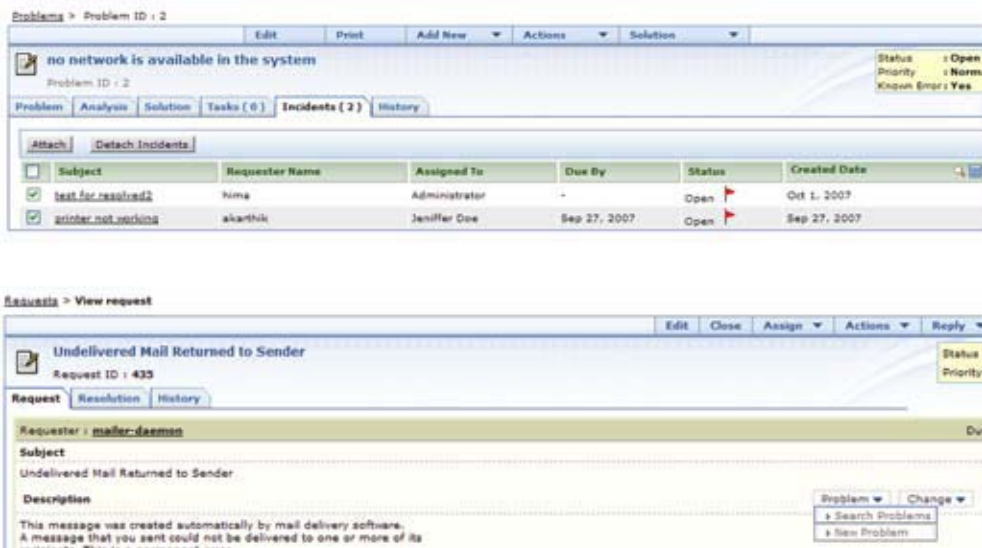 Problems > Problem ID : 2
Edit Print Add New Actions Solution
no network is available in the system
Problem ID : 2
Status : Open
Priority : Norma
Known Error : Yes
Problem Analysis Solution Tasks ( 0 ) Incidents ( 2 ) History
Attach Detach Incidents
Subject Requester Name Assigned To Due By Status Created Date
test for resolved2 hima Administrator - Open Oct 1, 2007
printer not working akarthik Jeniffer Doe Sep 27, 2007 Open Sep 27, 2007
Requests > View request
Edit Close Assign Actions Reply
Undelivered Mail Returned to Sender
Request ID : 435
Status
Priority
Request Resolution History
Requester : mailer-daemon Du
Subject
Undelivered Mail Returned to Sender
Description Problem Change
Search Problems
New Problem
This message was created automatically by mail delivery software.
A message that you sent could not be delivered to one or more of its